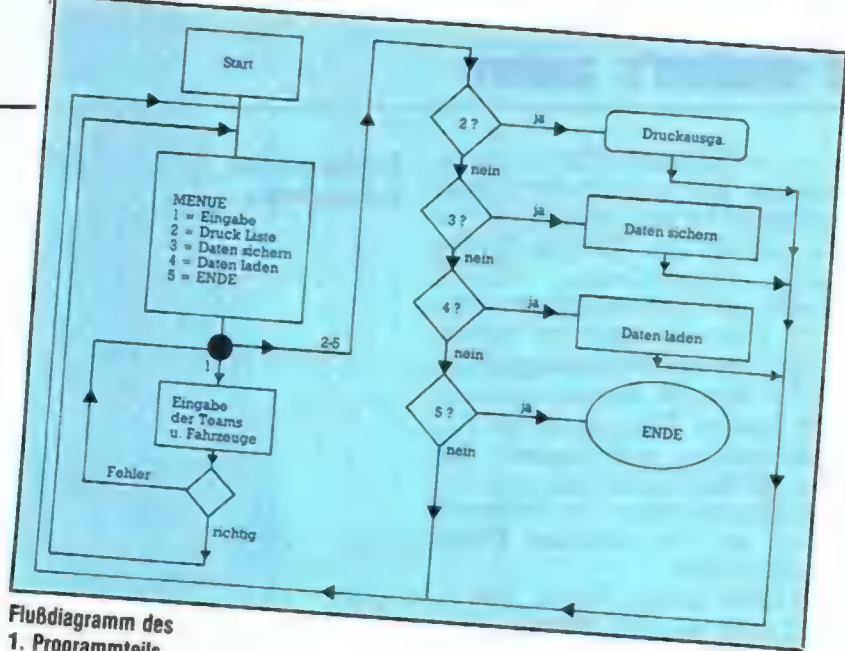 Start
MENUE
1 = Eingabe
2 = Druck Liste
3 = Daten sichern
4 = Daten laden
5 = ENDE
2-5
1
Eingabe
der Teams
u. Fahrzeuge
Fehler
richtig
2 ?
ja
Druckausga.
nein
3 ?
ja
Daten sichern
nein
4 ?
ja
Daten laden
nein
5 ?
ja
ENDE
nein
Flußdiagramm des
1. Programmteils